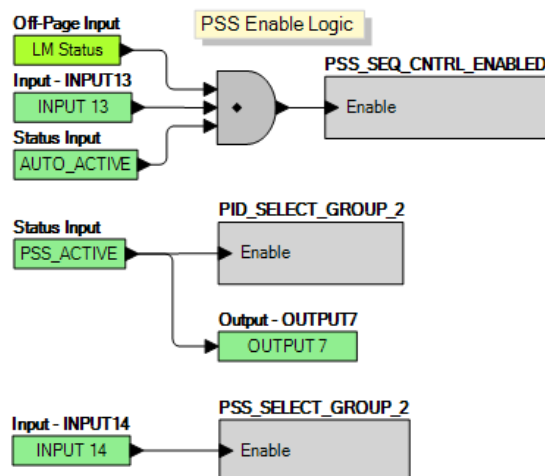 Off-Page Input
PSS Enable Logic
LM Status
PSS_SEQ_CNTRL_ENABLED
Input - INPUT13
INPUT 13
Enable
Status Input
AUTO_ACTIVE
PID_SELECT_GROUP_2
Status Input
PSS_ACTIVE
Enable
Output - OUTPUT7
OUTPUT 7
PSS_SELECT_GROUP_2
Input - INPUT14
INPUT 14
Enable